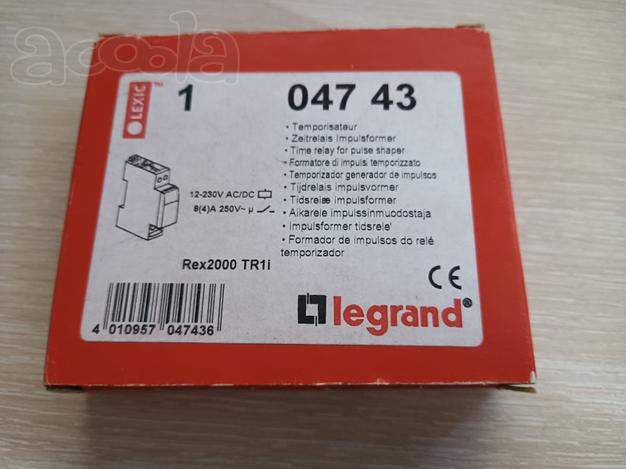 acoola
LEXIC™
1
047 43
• Temporisateur
• Zeitrelais Impulsformer
• Time relay for pulse shaper
• Formatore di impulsi temporizzato
• Temporizador generador de impulsos
• Tijdrelais impulsvormer
• Tidsrelæ impulsformer
• Aikarele impulssinmuodostaja
• Impulsformer tidsrele'
• Formador de impulsos do relé
temporizador
12-230V AC/DC
8(4)A 250V~ µ
Rex2000 TR1i
CE
4 010957 047436
legrand®